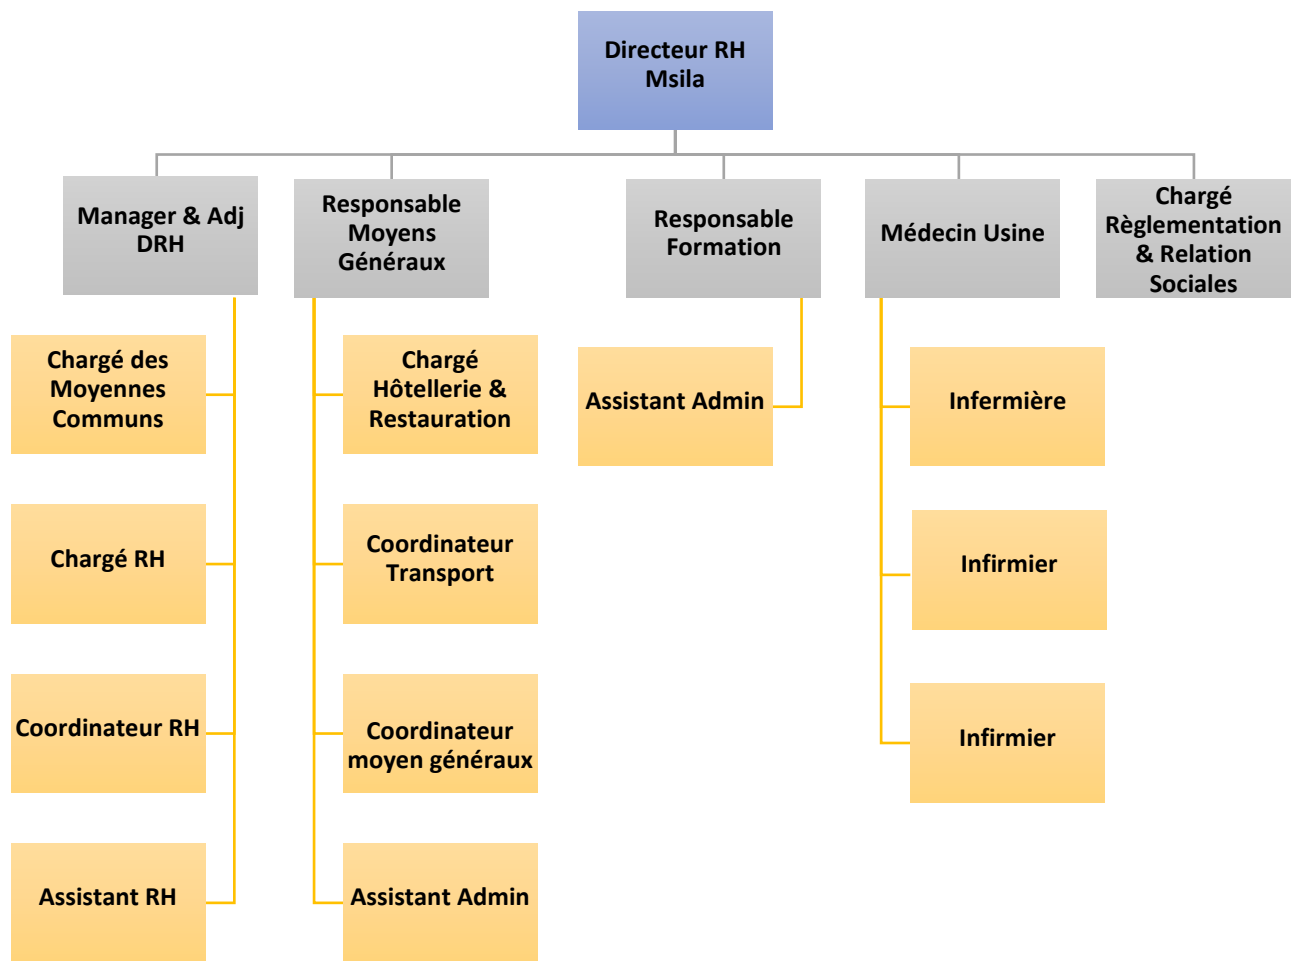 Directeur RH
Msila
Manager & Adj
DRH
Responsable
Moyens
Généraux
Responsable
Formation
Médecin Usine
Chargé
Règlementation
& Relation
Sociales
Chargé des
Moyennes
Communs
Chargé
Hôtellerie &
Restauration
Assistant Admin
Infermière
Chargé RH
Coordinateur
Transport
Infirmier
Coordinateur RH
Coordinateur
moyen généraux
Infirmier
Assistant RH
Assistant Admin